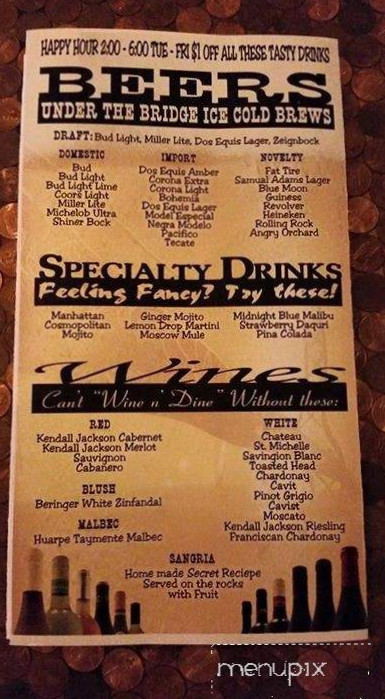 HAPPY HOUR 2:00 - 6:00 TUE - FRI $1 OFF ALL THESE TASTY DRINKS
BEERS
UNDER THE BRIDGE ICE COLD BREWS
DRAFT: Bud Light, Miller Lite, Dos Equis Lager, Zeignbock
DOMESTIC
Bud
Bud Light
Bud Light Lime
Coors Light
Miller Lite
Michelob Ultra
Shiner Bock
IMPORT
Dos Equis Amber
Corona Extra
Corona Light
Bohemia
Dos Equis Lager
Model Especial
Negra Modelo
Pacifico
Tecate
NOVELTY
Fat Tire
Samual Adams Lager
Blue Moon
Guiness
Revolver
Heineken
Rolling Rock
Angry Orchard
SPECIALTY DRINKS
Feeling Fancy? Try these!
Manhattan
Cosmopolitan
Mojito
Ginger Mojito
Lemon Drop Martini
Moscow Mule
Midnight Blue Malibu
Strawberry Daquri
Pina Colada
Wines
Can't "Wine n' Dine" Without these:
RED
Kendall Jackson Cabernet
Kendall Jackson Merlot
Sauvignon
Cabanero
BLUSH
Beringer White Zinfandal
MALBEC
Huarpe Taymente Malbec
WHITE
Chateau
St. Michelle
Savingion Blanc
Toasted Head
Chardonay
Cavit
Pinot Grigio
Cavist
Moscato
Kendall Jackson Riesling
Franciscan Chardonay
SANGRIA
Home made Secret Reciepe
Served on the rocks
with Fruit
menupix